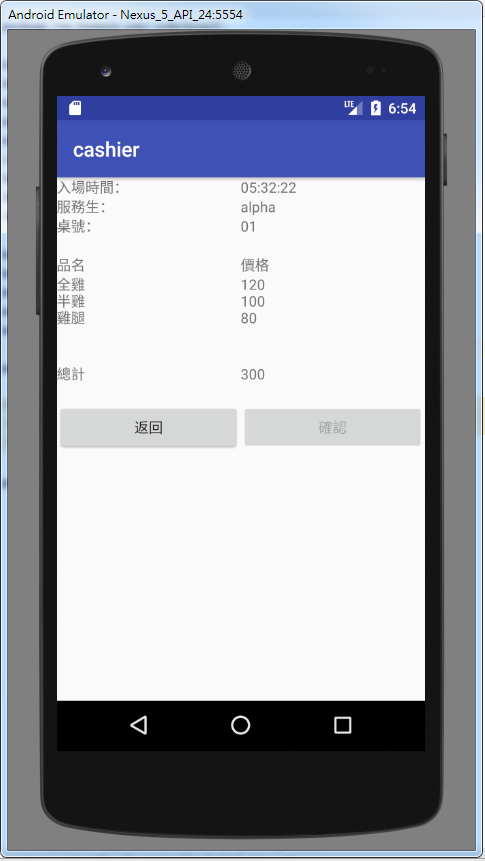 Android Emulator - Nexus_5_API_24:5554
LTE 6:54
cashier
入場時間: 05:32:22
服務生: alpha
桌號: 01
品名 價格
全雞 120
半雞 100
雞腿 80
總計 300
返回 確認